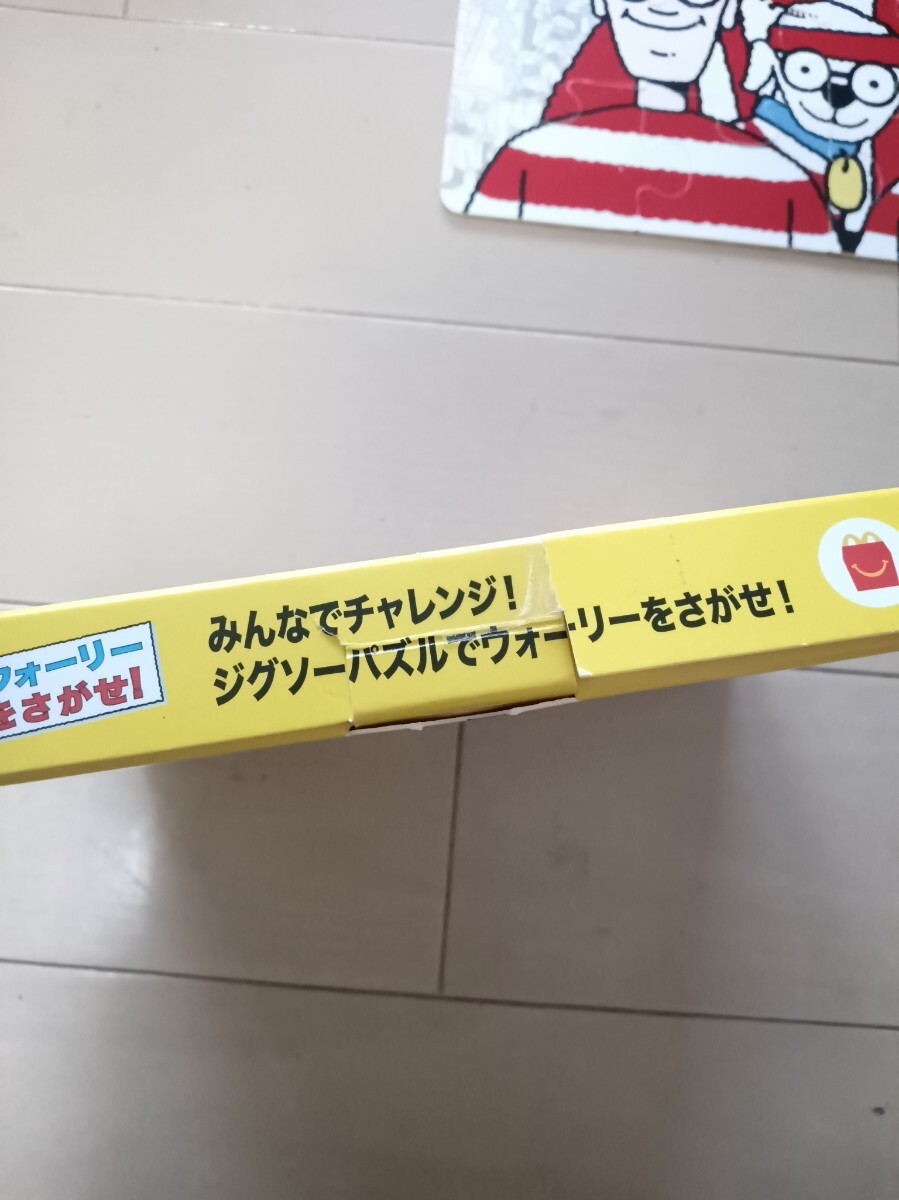 ウォーリー
をさがせ!
みんなでチャレンジ!
ジグソーパズルでウォーリーをさがせ!